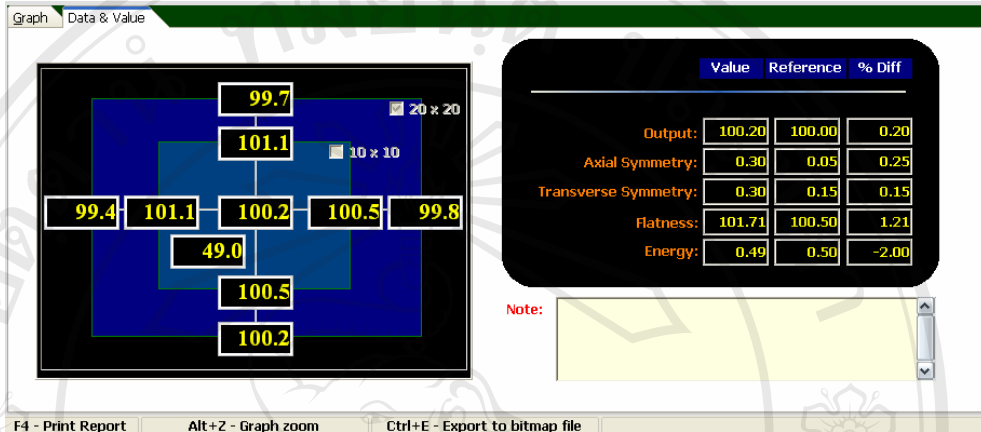 Graph Data & Value
Value Reference % Diff
99.7
20 x 20
101.1
10 x 10
99.4 101.1 100.2 100.5 99.8
49.0
100.5
100.2
Output: 100.20 100.00 0.20
Axial Symmetry: 0.30 0.05 0.25
Transverse Symmetry: 0.30 0.15 0.15
Flatness: 101.71 100.50 1.21
Energy: 0.49 0.50 -2.00
Note:
F4 - Print Report Alt+Z - Graph zoom Ctrl+E - Export to bitmap file